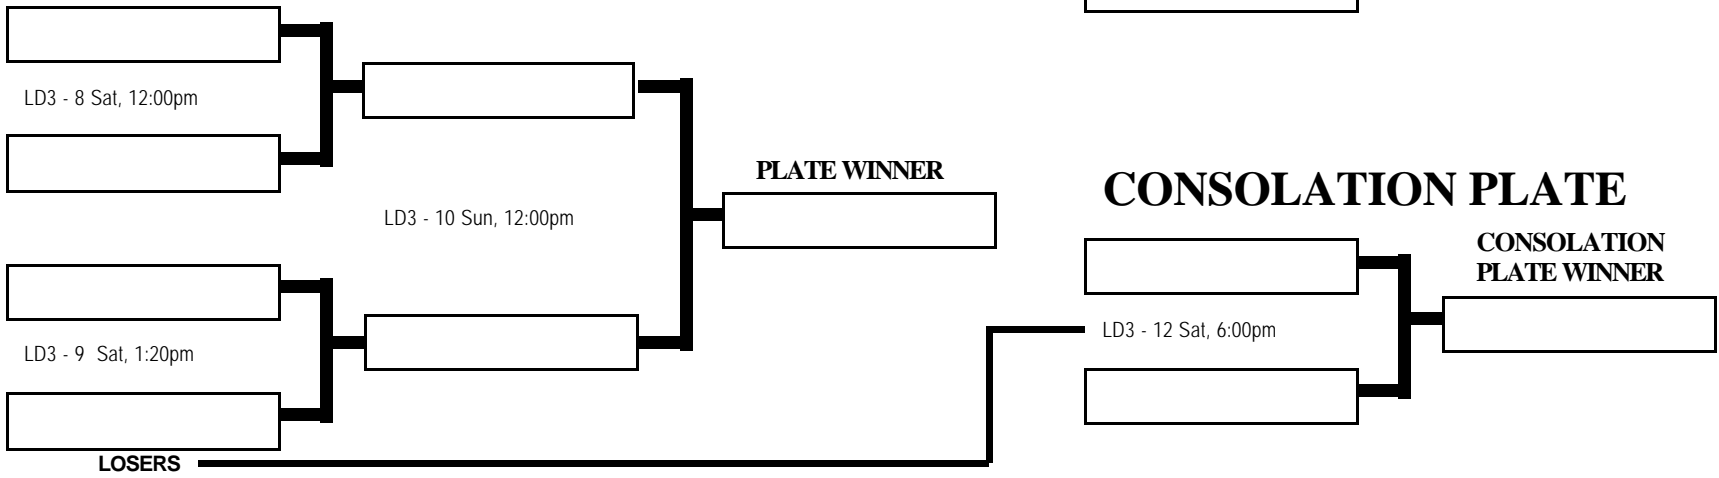 LD3 - 8 Sat, 12:00pm
PLATE WINNER
CONSOLATION PLATE
LD3 - 10 Sun, 12:00pm
CONSOLATION
PLATE WINNER
LD3 - 12 Sat, 6:00pm
LD3 - 9  Sat, 1:20pm
LOSERS